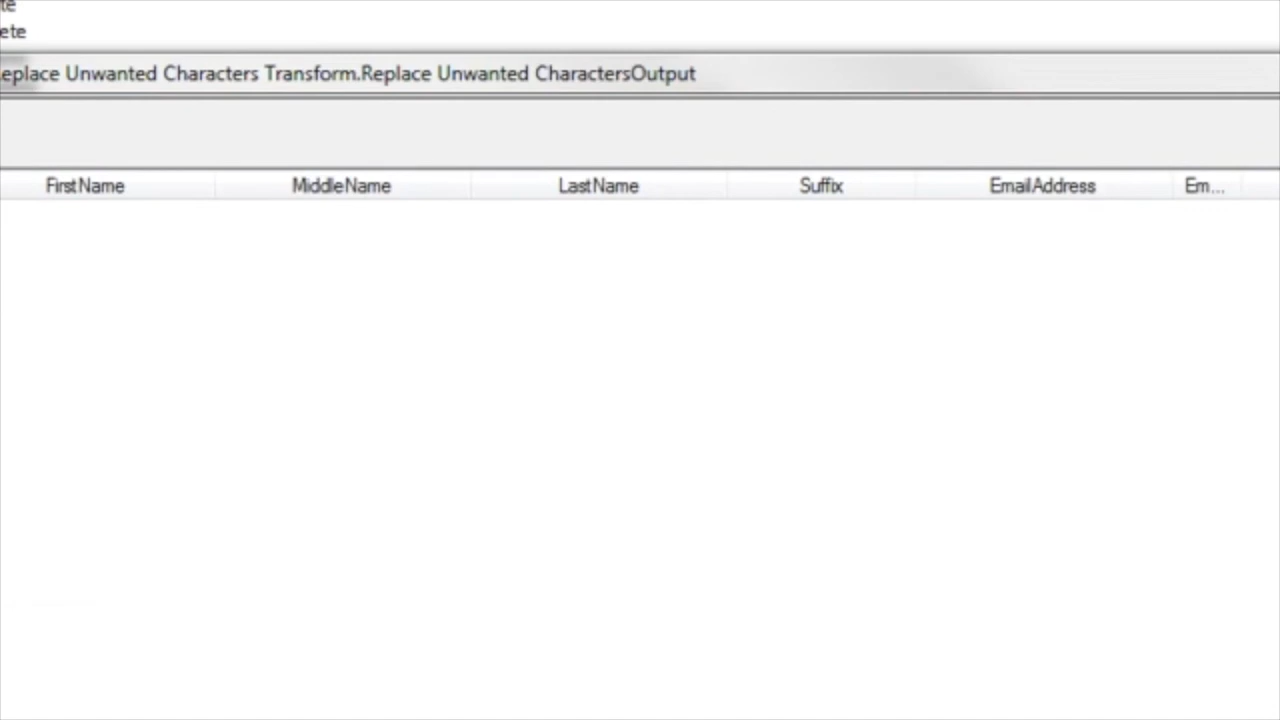 ete
eplace Unwanted Characters Transform.Replace Unwanted CharactersOutput
FirstName MiddleName LastName Suffix EmailAddress Em...